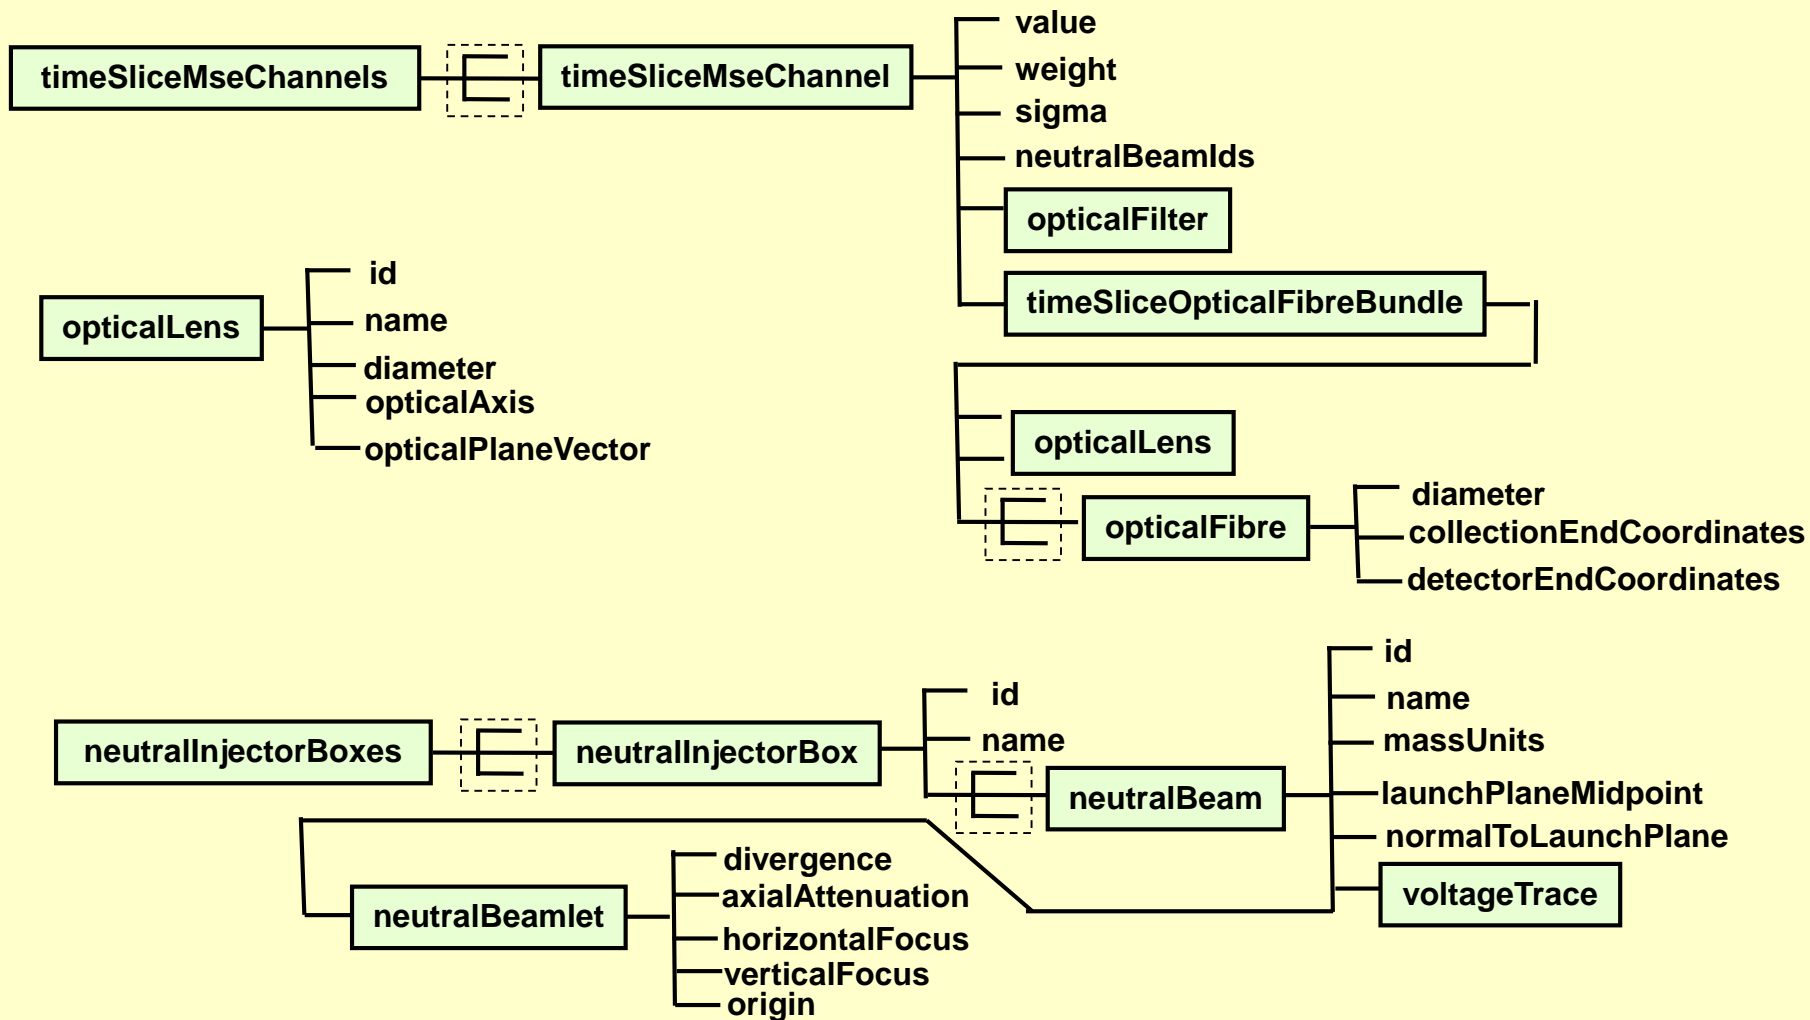 value
timeSliceMseChannels
timeSliceMseChannel
weight
sigma
neutralBeamIds
opticalFilter
timeSliceOpticalFibreBundle
opticalLens
id
name
diameter
opticalAxis
opticalPlaneVector
opticalLens
opticalFibre
diameter
collectionEndCoordinates
detectorEndCoordinates
neutralInjectorBoxes
neutralInjectorBox
id
name
neutralBeam
id
name
massUnits
launchPlaneMidpoint
normalToLaunchPlane
voltageTrace
neutralBeamlet
divergence
axialAttenuation
horizontalFocus
verticalFocus
origin